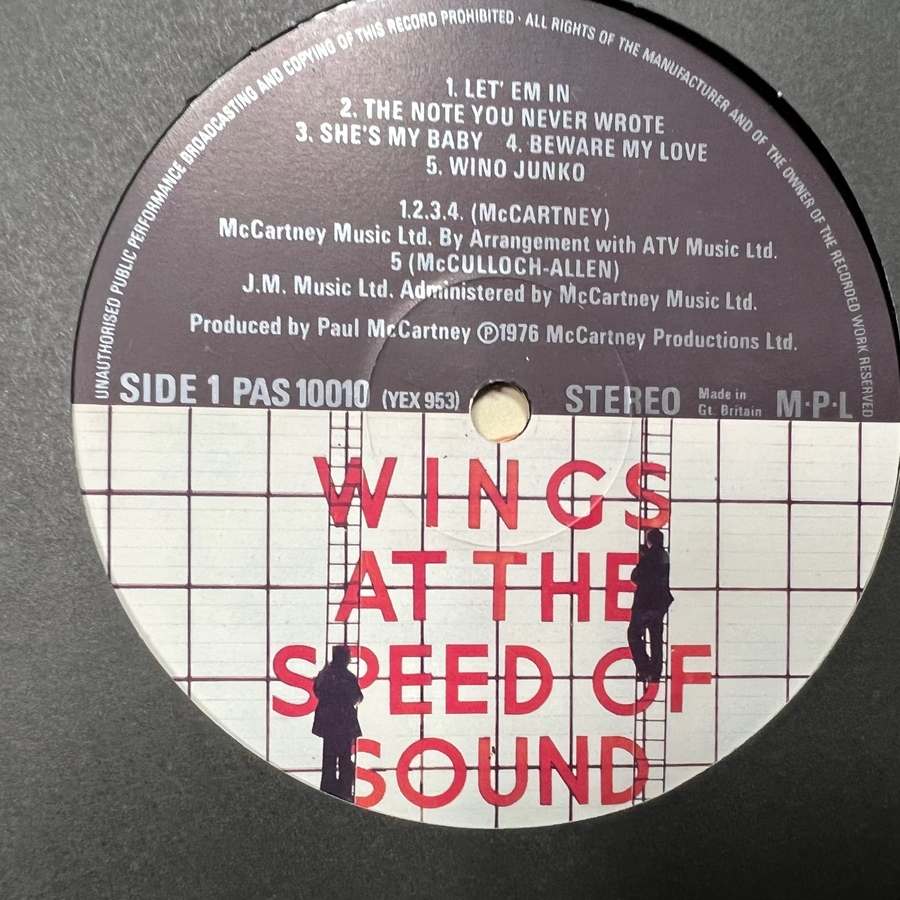 UNAUTHORISED PUBLIC PERFORMANCE BROADCASTING AND COPYING OF THIS RECORD PROHIBITED · ALL RIGHTS OF THE MANUFACTURER AND OF THE OWNER OF THE RECORDED WORK RESERVED
1. LET' EM IN
2. THE NOTE YOU NEVER WROTE
3. SHE'S MY BABY 4. BEWARE MY LOVE
5. WINO JUNKO
1.2.3.4. (McCARTNEY)
McCartney Music Ltd. By Arrangement with ATV Music Ltd.
5 (McCULLOCH-ALLEN)
J.M. Music Ltd. Administered by McCartney Music Ltd.
Produced by Paul McCartney ℗1976 McCartney Productions Ltd.
SIDE 1 PAS 10010 (YEX 953) STEREO Made in
Gt. Britain M·P·L
WINGS
AT THE
SPEED OF
SOUND